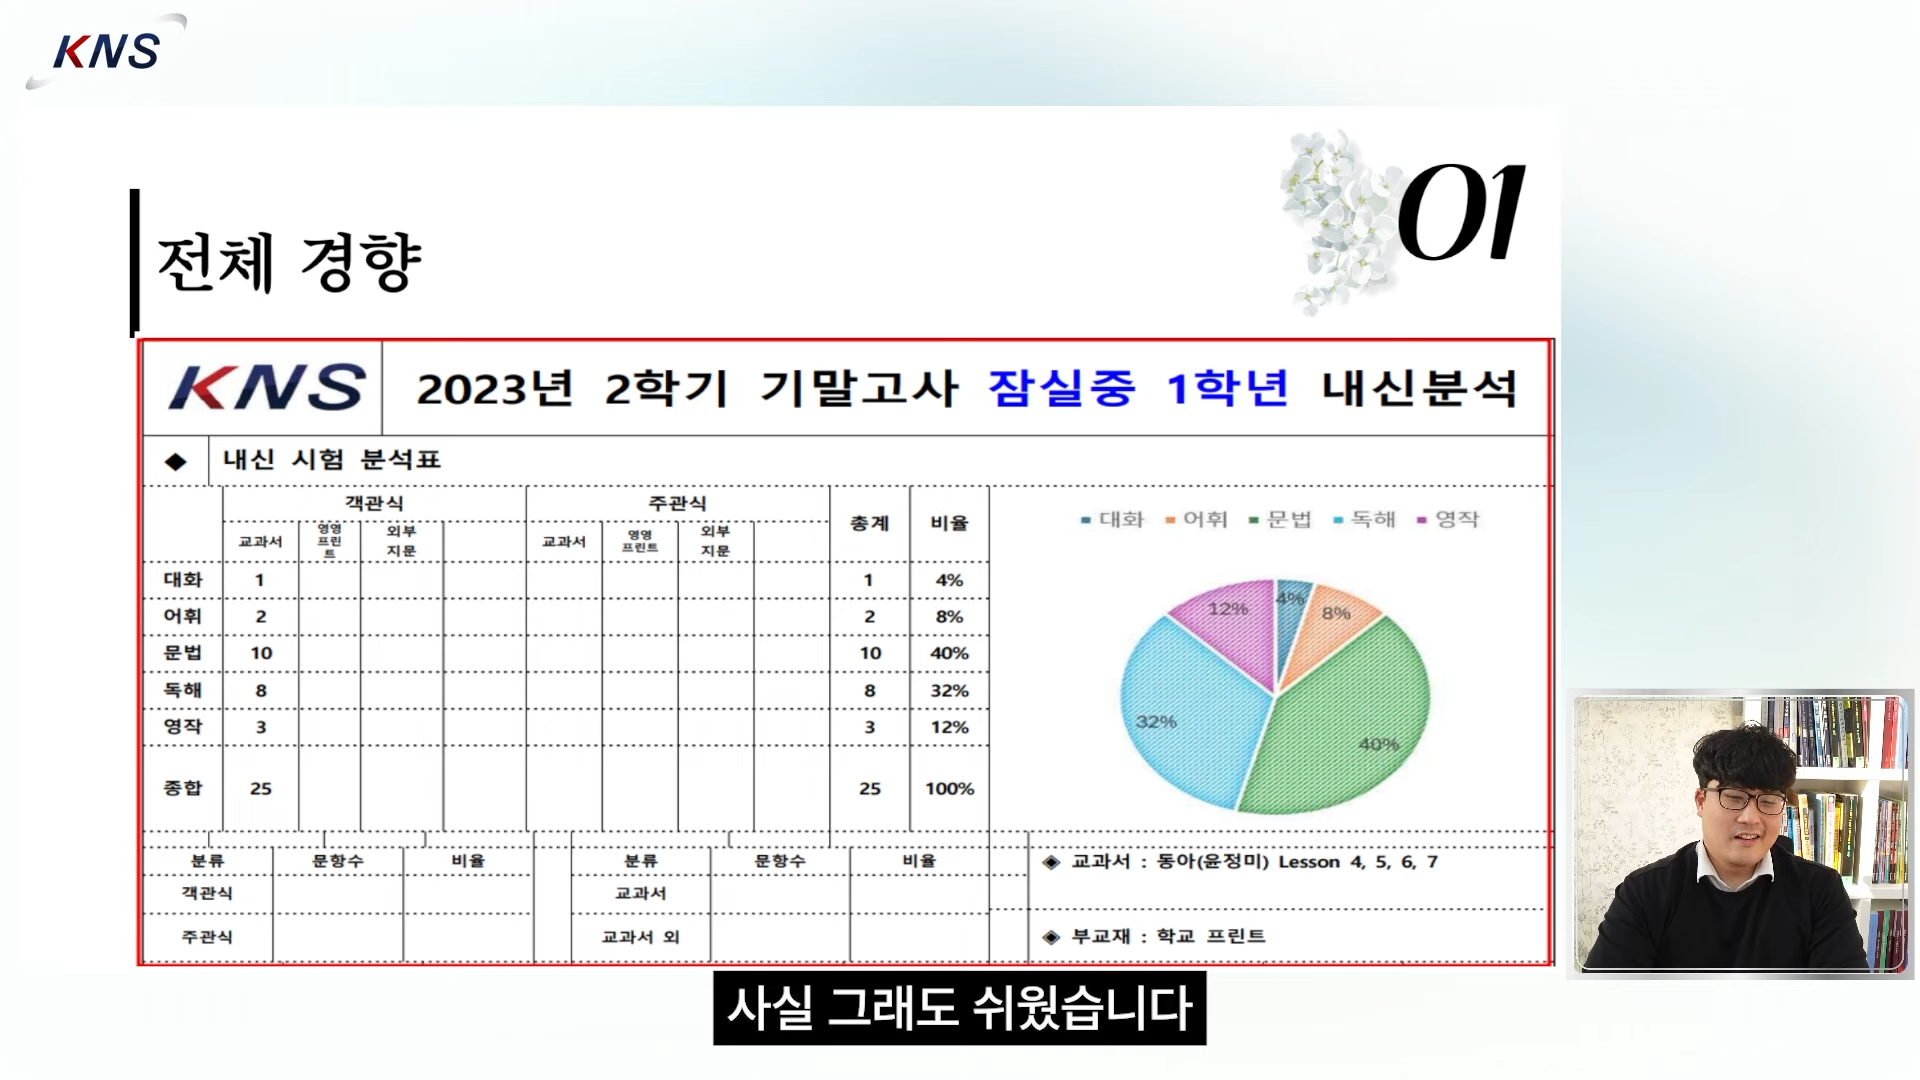 KNS
01
전체 경향
KNS 2023년 2학기 기말고사 잠실중 1학년 내신분석
◆ 내신 시험 분석표
객관식 주관식 총계 비율
교과서 영영프린트 외부지문 교과서 영영프린트 외부지문
대화 1 1 4%
어휘 2 2 8%
문법 10 10 40%
독해 8 8 32%
영작 3 3 12%
종합 25 25 100%
대화 어휘 문법 독해 영작
12% 4% 8%
32% 40%
분류 문항수 비율 분류 문항수 비율
객관식 교과서
주관식 교과서 외
◈ 교과서 : 동아(윤정미) Lesson 4, 5, 6, 7
◈ 부교재 : 학교 프린트
사실 그래도 쉬웠습니다